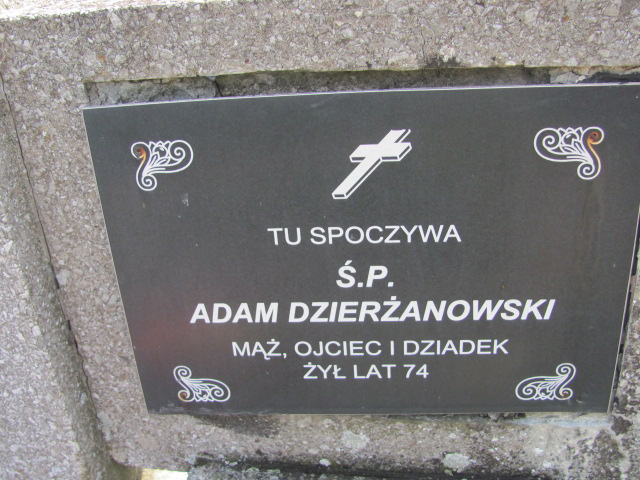 TU SPOCZYWA
Ś.P.
ADAM DZIERŻANOWSKI
MĄŻ, OJCIEC I DZIADEK
ŻYŁ LAT 74